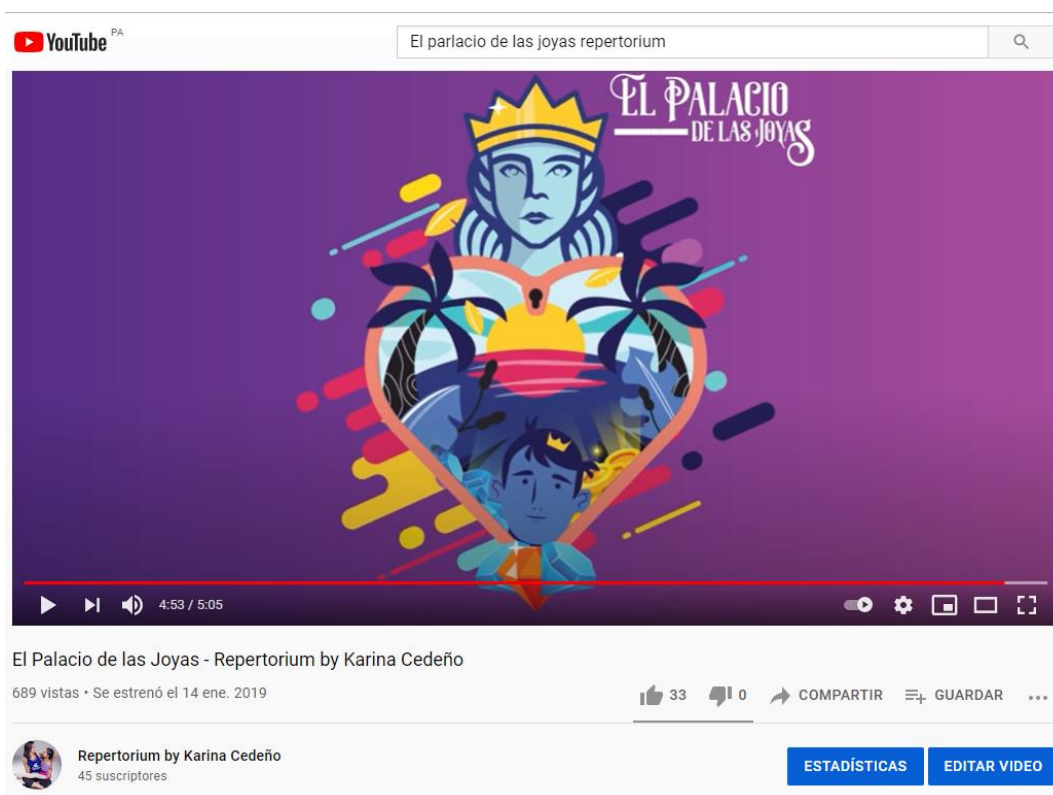 YouTube PA
El parlacio de las joyas repertorium
EL PALACIO
DE LAS JOYAS
4:53 / 5:05
El Palacio de las Joyas - Repertorium by Karina Cedeño
689 vistas • Se estrenó el 14 ene. 2019
33 0 COMPARTIR GUARDAR
Repertorium by Karina Cedeño
45 suscriptores
ESTADÍSTICAS EDITAR VIDEO